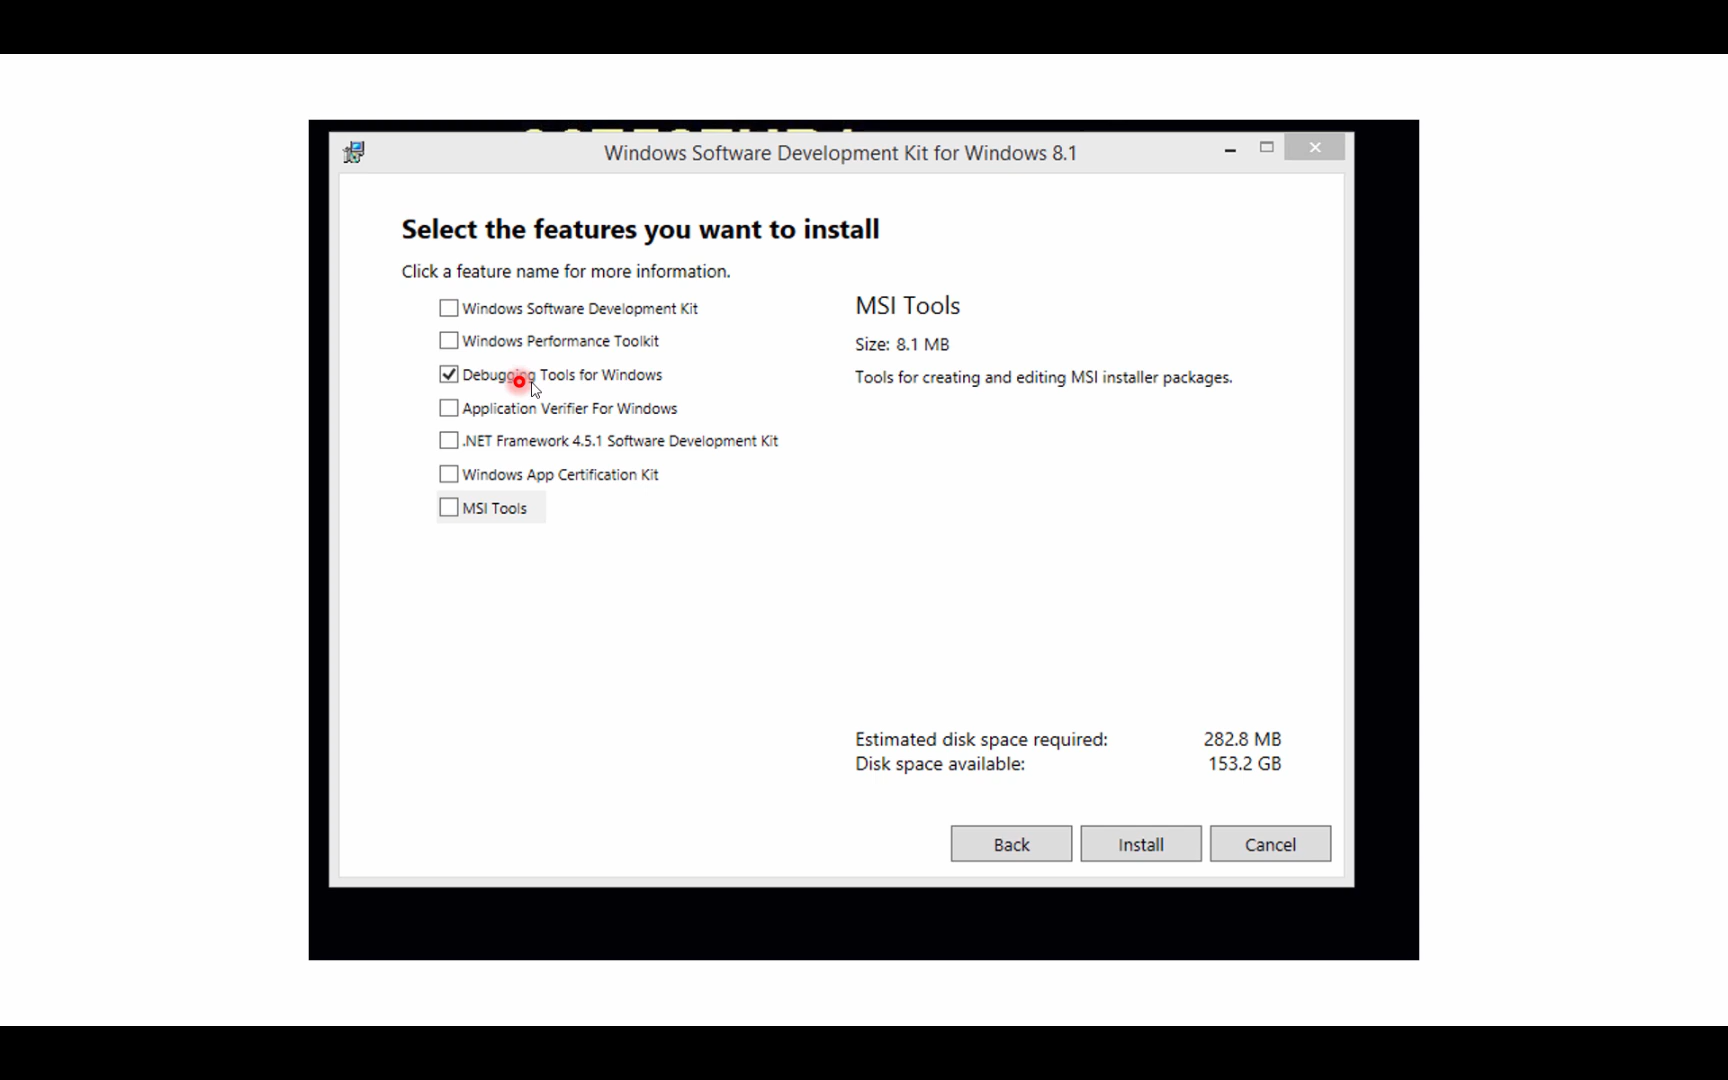 Windows Software Development Kit for Windows 8.1
Select the features you want to install
Click a feature name for more information.
Windows Software Development Kit
Windows Performance Toolkit
Debugging Tools for Windows
Application Verifier For Windows
.NET Framework 4.5.1 Software Development Kit
Windows App Certification Kit
MSI Tools
MSI Tools
Size: 8.1 MB
Tools for creating and editing MSI installer packages.
Estimated disk space required: 282.8 MB
Disk space available: 153.2 GB
Back Install Cancel